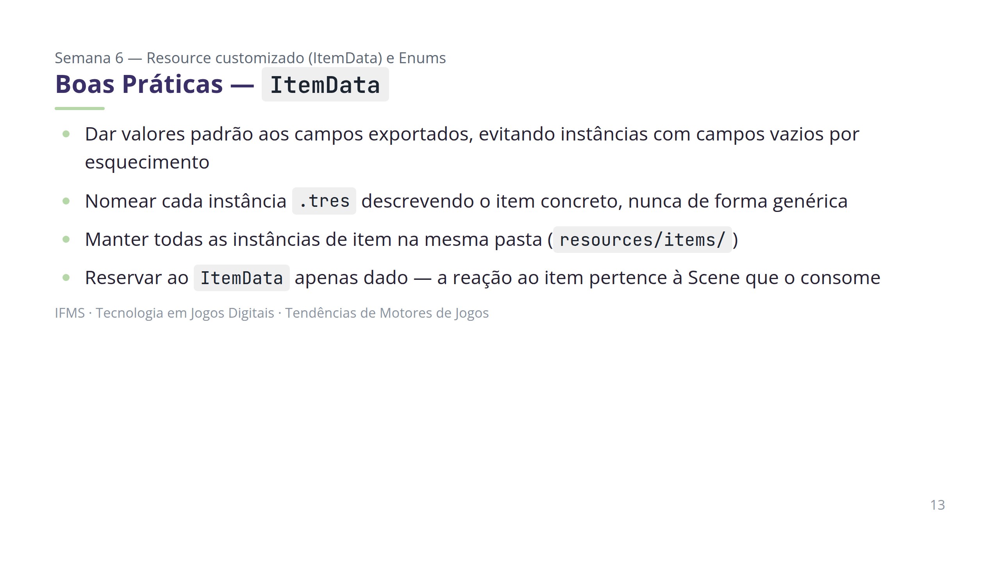 Semana 6 — Resource customizado (ItemData) e Enums
Boas Práticas — ItemData
Dar valores padrão aos campos exportados, evitando instâncias com campos vazios por
esquecimento
Nomear cada instância .tres descrevendo o item concreto, nunca de forma genérica
Manter todas as instâncias de item na mesma pasta (resources/items/)
Reservar ao ItemData apenas dado — a reação ao item pertence à Scene que o consome
IFMS · Tecnologia em Jogos Digitais · Tendências de Motores de Jogos
13